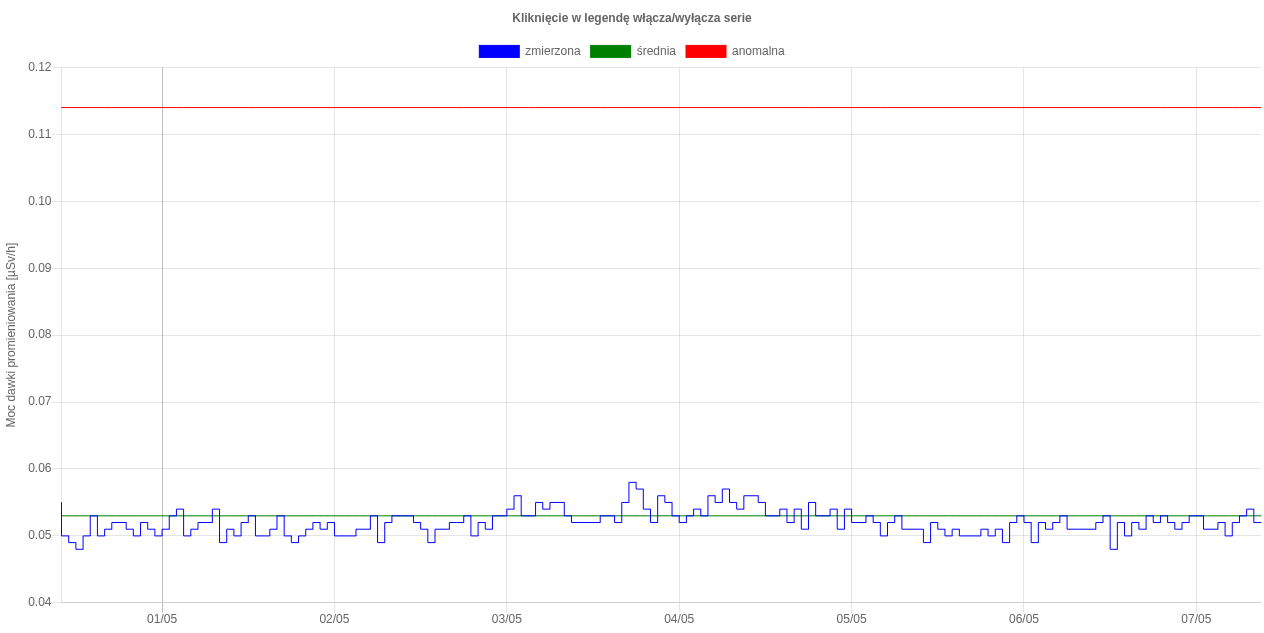 Kliknięcie w legendę włącza/wyłącza serie
zmierzona średnia anomalna
Moc dawki promieniowania [µSv/h]
0.12
0.11
0.10
0.09
0.08
0.07
0.06
0.05
0.04
01/05 02/05 03/05 04/05 05/05 06/05 07/05